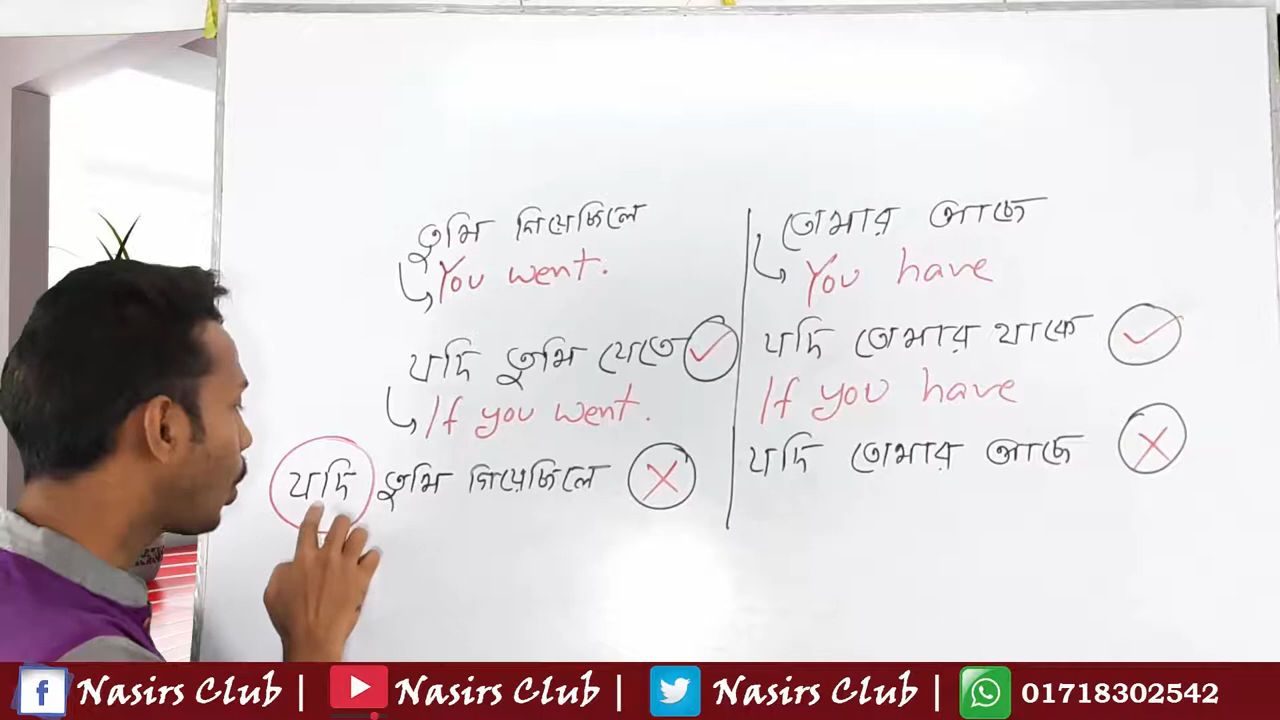 তুমি গিয়েছিলে
You went.
যদি তুমি যেতে
If you went.
যদি তুমি গিয়েছিলে
তোমার আছে
You have
যদি তোমার থাকে
If you have
যদি তোমার আছে
Nasirs Club | Nasirs Club | Nasirs Club | 01718302542